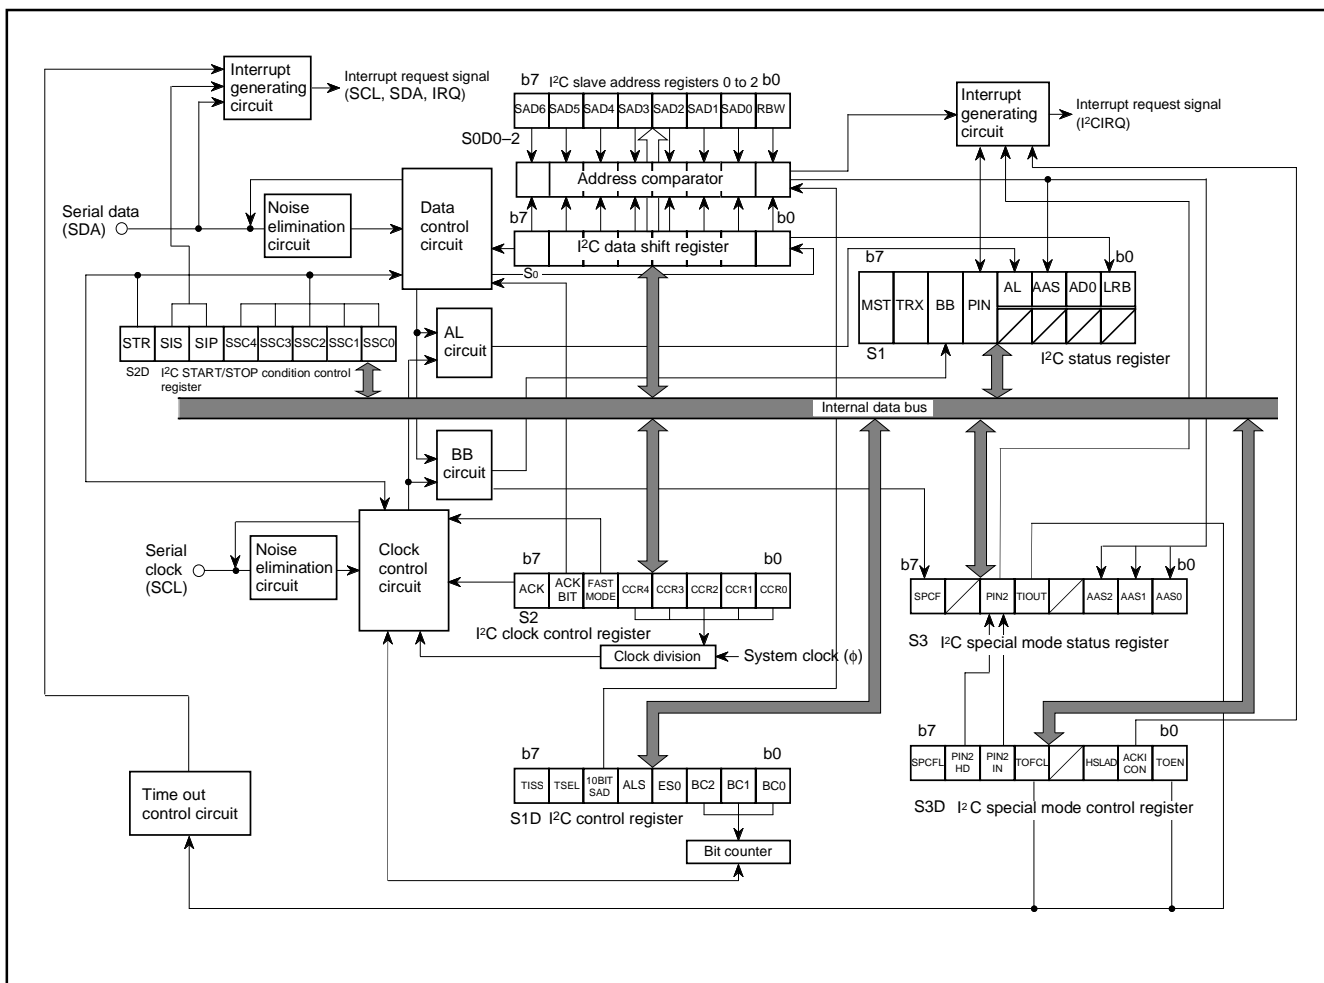 Interrupt
generating
circuit
Interrupt request signal
(SCL, SDA, IRQ)
b7 I²C slave address registers 0 to 2 b0
SAD6 SAD5 SAD4 SAD3 SAD2 SAD1 SAD0 RBW
S0D0–2
Interrupt
generating
circuit
Interrupt request signal
(I²CIRQ)
Address comparator
Serial data
(SDA)
Noise
elimination
circuit
Data
control
circuit
b7 b0
I²C data shift register
S0
b7 b0
MST TRX BB PIN AL AAS AD0 LRB
S1
I²C status register
STR SIS SIP SSC4 SSC3 SSC2 SSC1 SSC0
S2D I²C START/STOP condition control
register
AL
circuit
Internal data bus
BB
circuit
Serial
clock
(SCL)
Noise
elimination
circuit
Clock
control
circuit
b7 b0
ACK ACK BIT FAST MODE CCR4 CCR3 CCR2 CCR1 CCR0
S2
I²C clock control register
Clock division
System clock (ϕ)
b7 b0
SPCF PIN2 TIOUT AAS2 AAS1 AAS0
S3 I²C special mode status register
b7 b0
SPCFL PIN2 HD PIN2 IN TOFCL HSLAD ACKI CON TOEN
S3D I²C special mode control register
b7 b0
TISS TSEL 10BIT SAD ALS ES0 BC2 BC1 BC0
S1D I²C control register
Bit counter
Time out
control circuit